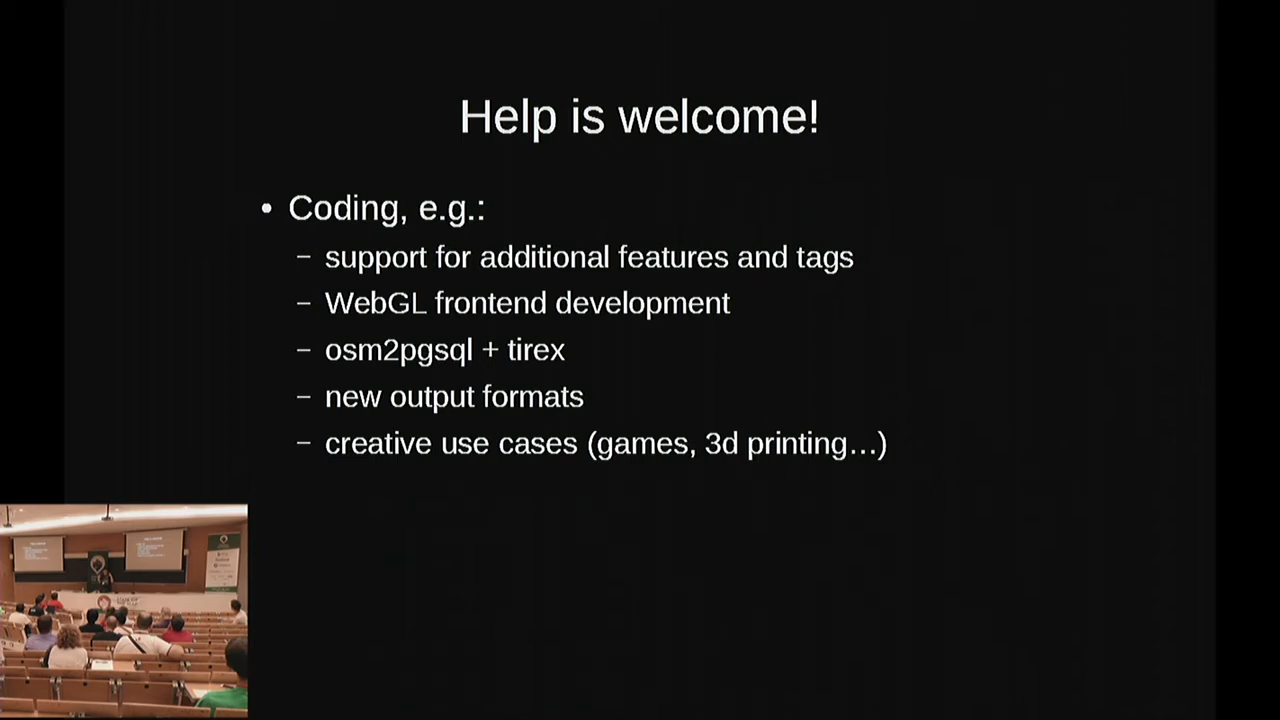 Help is welcome!
• Coding, e.g.:
– support for additional features and tags
– WebGL frontend development
– osm2pgsql + tirex
– new output formats
– creative use cases (games, 3d printing…)